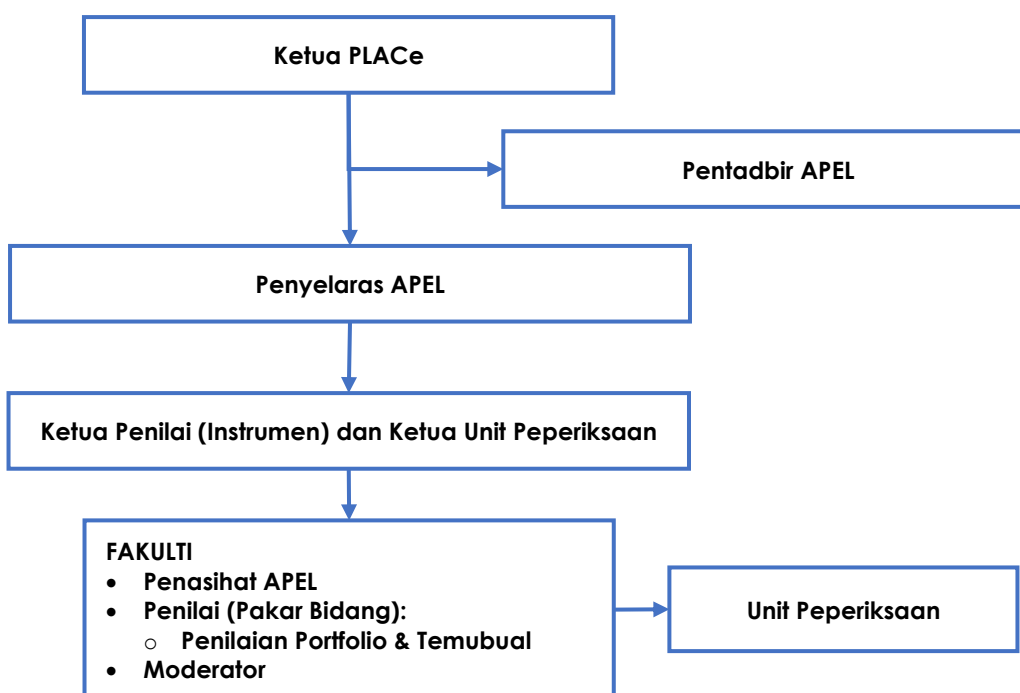 Ketua PLACe
Pentadbir APEL
Penyelaras APEL
Ketua Penilai (Instrumen) dan Ketua Unit Peperiksaan
FAKULTI
• Penasihat APEL
• Penilai (Pakar Bidang):
o Penilaian Portfolio & Temubual
• Moderator
Unit Peperiksaan